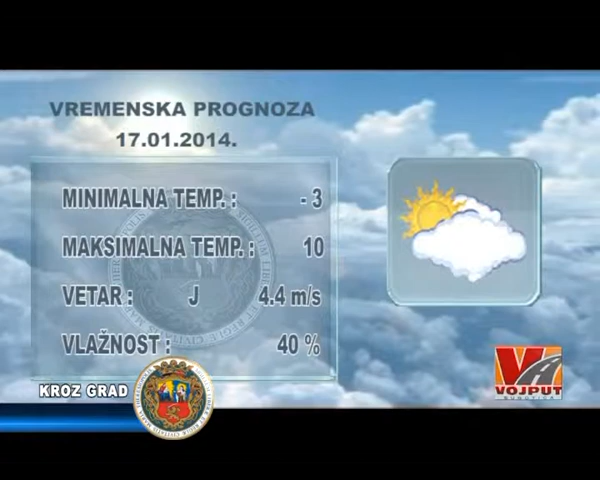 VREMENSKA PROGNOZA
17.01.2014.
MINIMALNA TEMP. : - 3
MAKSIMALNA TEMP. : 10
VETAR : J 4.4 m/s
VLAŽNOST : 40 %
KROZ GRAD
VOJPUT
SUBOTICA